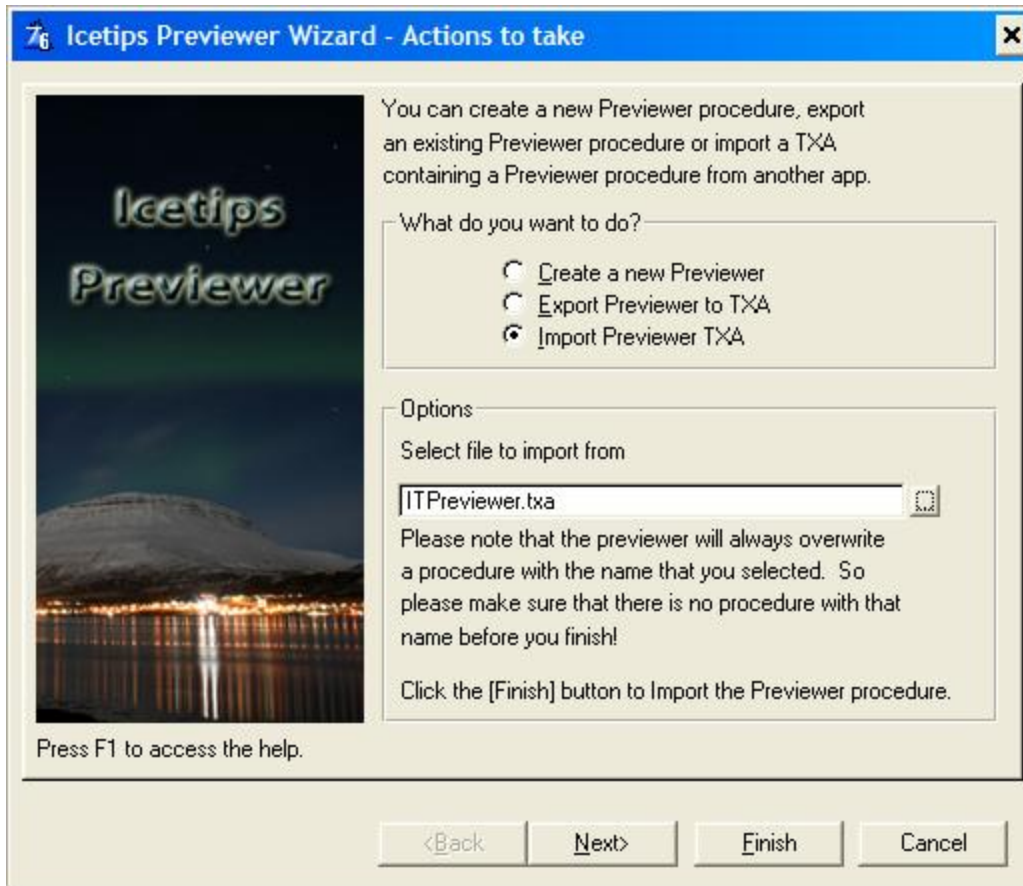 Icetips Previewer Wizard - Actions to take
Icetips
Previewer
You can create a new Previewer procedure, export
an existing Previewer procedure or import a TXA
containing a Previewer procedure from another app.
What do you want to do?
Create a new Previewer
Export Previewer to TXA
Import Previewer TXA
Options
Select file to import from
ITPreviewer.txa
Please note that the previewer will always overwrite
a procedure with the name that you selected. So
please make sure that there is no procedure with that
name before you finish!
Click the [Finish] button to Import the Previewer procedure.
Press F1 to access the help.
<Back Next> Finish Cancel